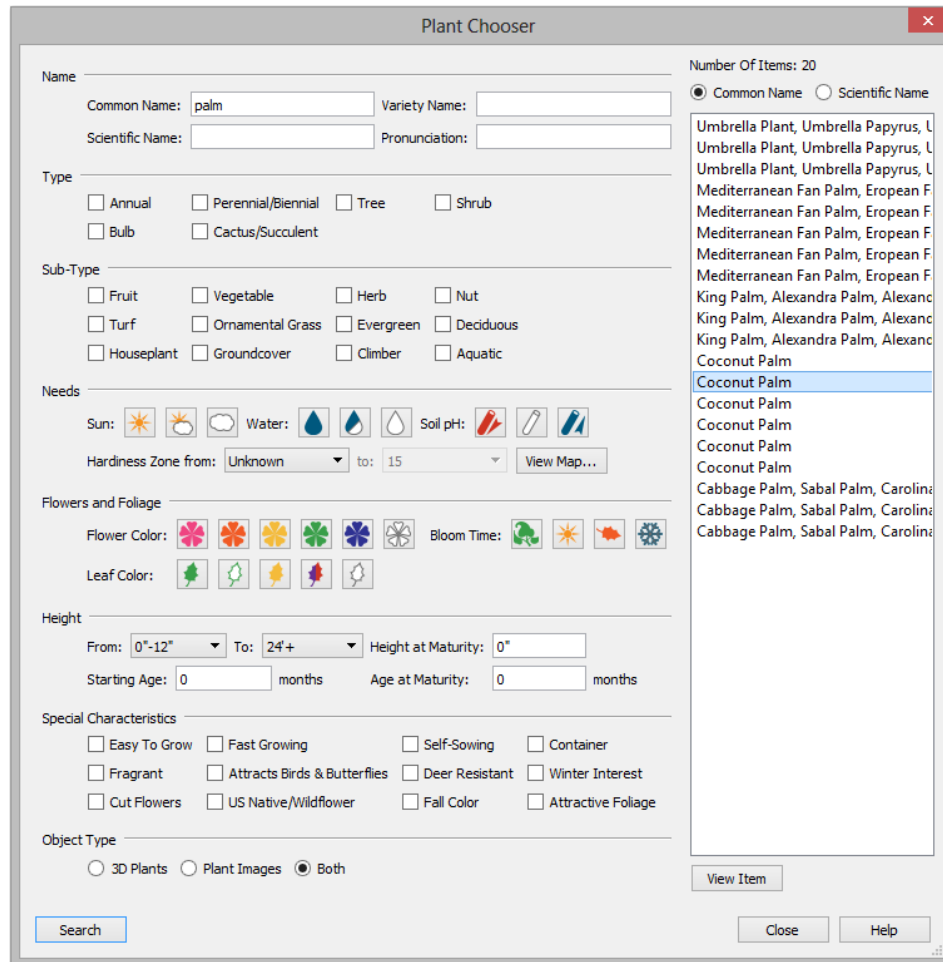 Plant Chooser
Name
Common Name: palm Variety Name:
Scientific Name: Pronunciation:
Type
Annual Perennial/Biennial Tree Shrub
Bulb Cactus/Succulent
Sub-Type
Fruit Vegetable Herb Nut
Turf Ornamental Grass Evergreen Deciduous
Houseplant Groundcover Climber Aquatic
Needs
Sun: Water: Soil pH:
Hardiness Zone from: Unknown to: 15 View Map...
Flowers and Foliage
Flower Color: Bloom Time:
Leaf Color:
Height
From: 0"-12" To: 24'+ Height at Maturity: 0"
Starting Age: 0 months Age at Maturity: 0 months
Special Characteristics
Easy To Grow Fast Growing Self-Sowing Container
Fragrant Attracts Birds & Butterflies Deer Resistant Winter Interest
Cut Flowers US Native/Wildflower Fall Color Attractive Foliage
Object Type
3D Plants Plant Images Both
Search
Number Of Items: 20
Common Name Scientific Name
Umbrella Plant, Umbrella Papyrus, U
Umbrella Plant, Umbrella Papyrus, U
Umbrella Plant, Umbrella Papyrus, U
Mediterranean Fan Palm, Eropean F
Mediterranean Fan Palm, Eropean F
Mediterranean Fan Palm, Eropean F
Mediterranean Fan Palm, Eropean F
Mediterranean Fan Palm, Eropean F
King Palm, Alexandra Palm, Alexanc
King Palm, Alexandra Palm, Alexanc
King Palm, Alexandra Palm, Alexanc
Coconut Palm
Coconut Palm
Coconut Palm
Coconut Palm
Coconut Palm
Coconut Palm
Cabbage Palm, Sabal Palm, Carolina
Cabbage Palm, Sabal Palm, Carolina
Cabbage Palm, Sabal Palm, Carolina
View Item
Close Help